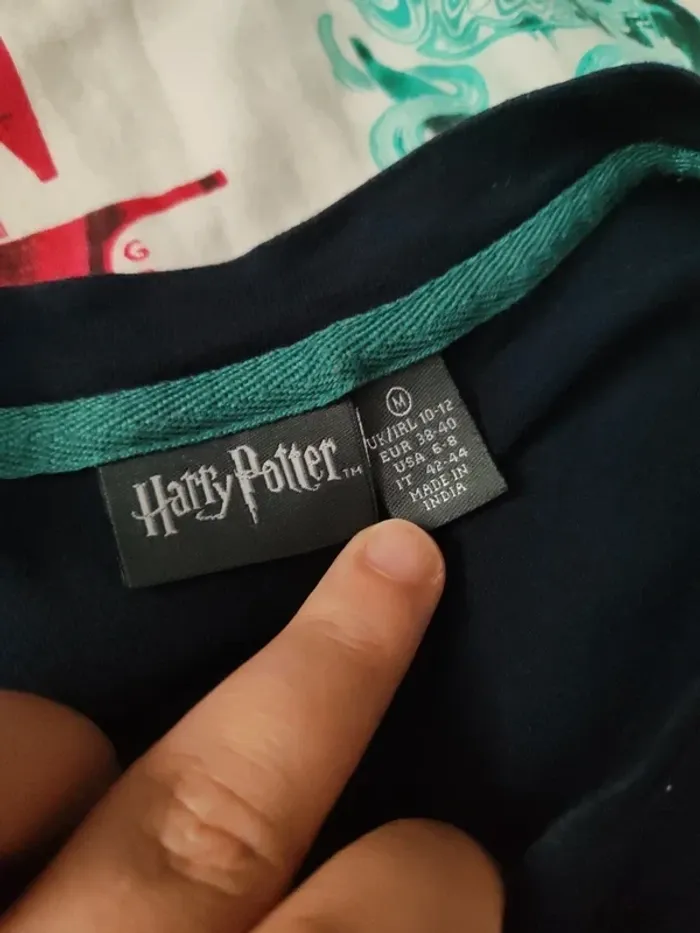 G
Harry Potter™
M
UK/IRL 10-12
EUR 38-40
USA 6-8
IT 42-44
MADE IN
INDIA